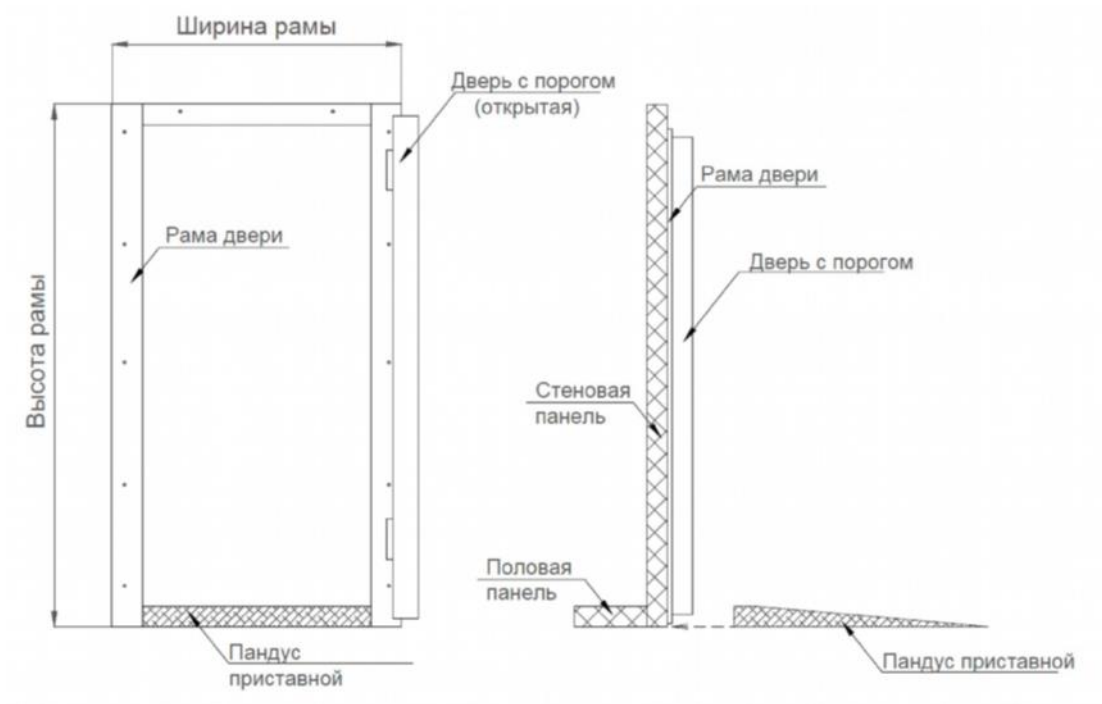 Ширина рамы
Дверь с порогом
(открытая)
Рама двери
Высота рамы
Пандус
приставной
Рама двери
Дверь с порогом
Стеновая
панель
Половая
панель
Пандус приставной